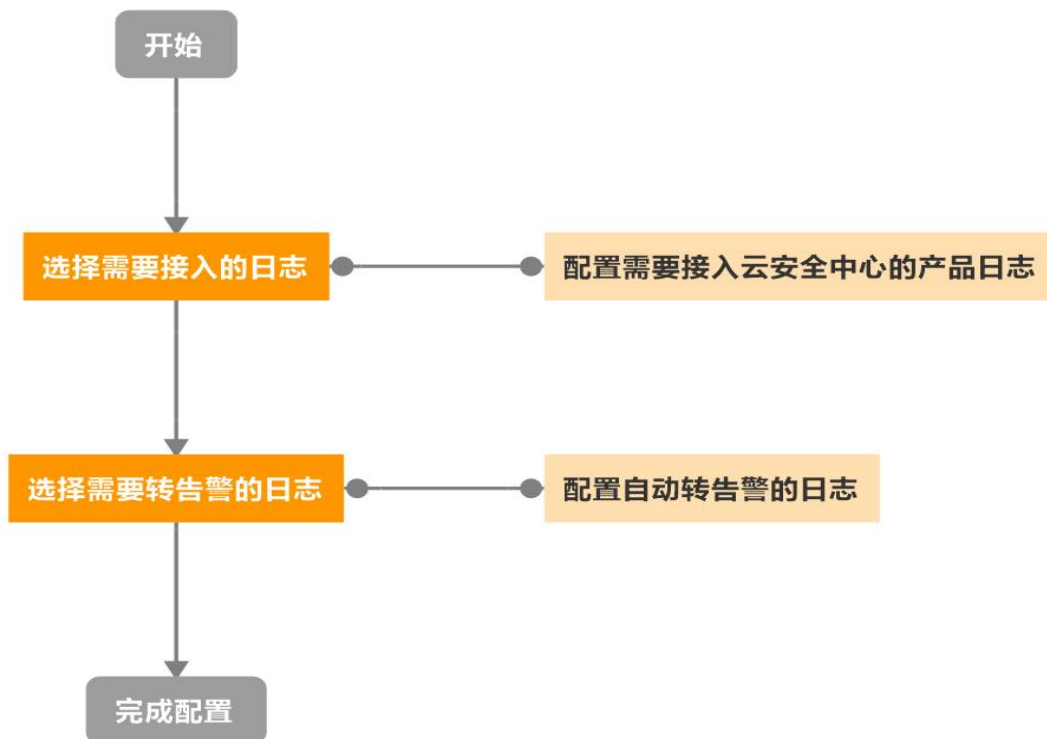 开始
选择需要接入的日志
配置需要接入云安全中心的产品日志
选择需要转告警的日志
配置自动转告警的日志
完成配置